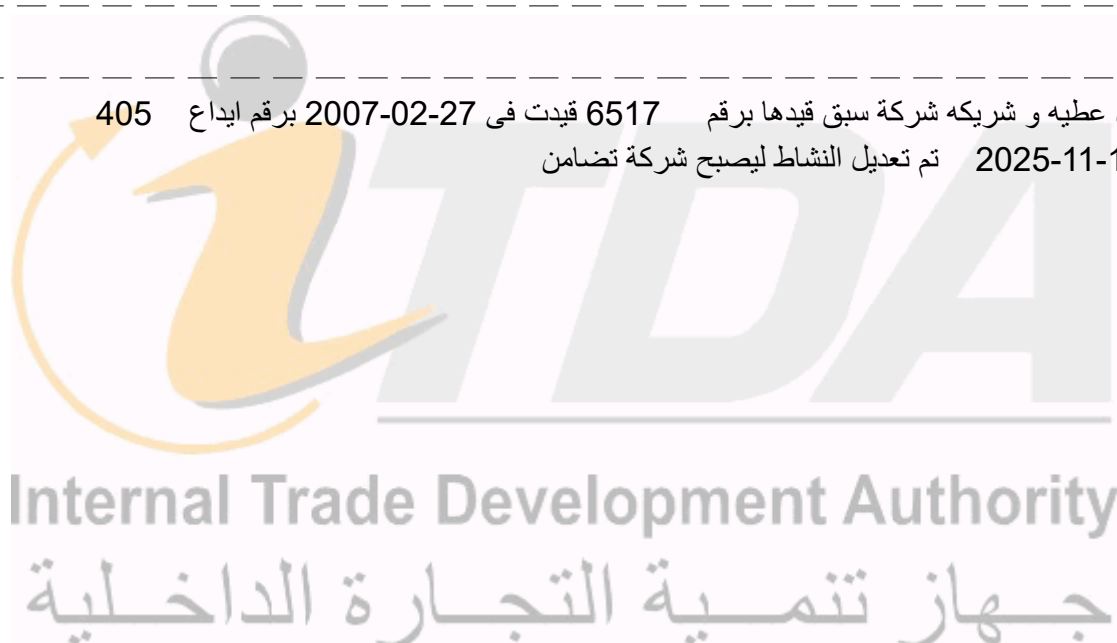 عطيه و شريكه شركة سبق قيدها برقم 6517 قيدت فى 27-02-2007 برقم ايداع 405
2025-11-1 تم تعديل النشاط ليصبح شركة تضامن
iTDA
Internal Trade Development Authority
جهاز تنمية التجارة الداخلية